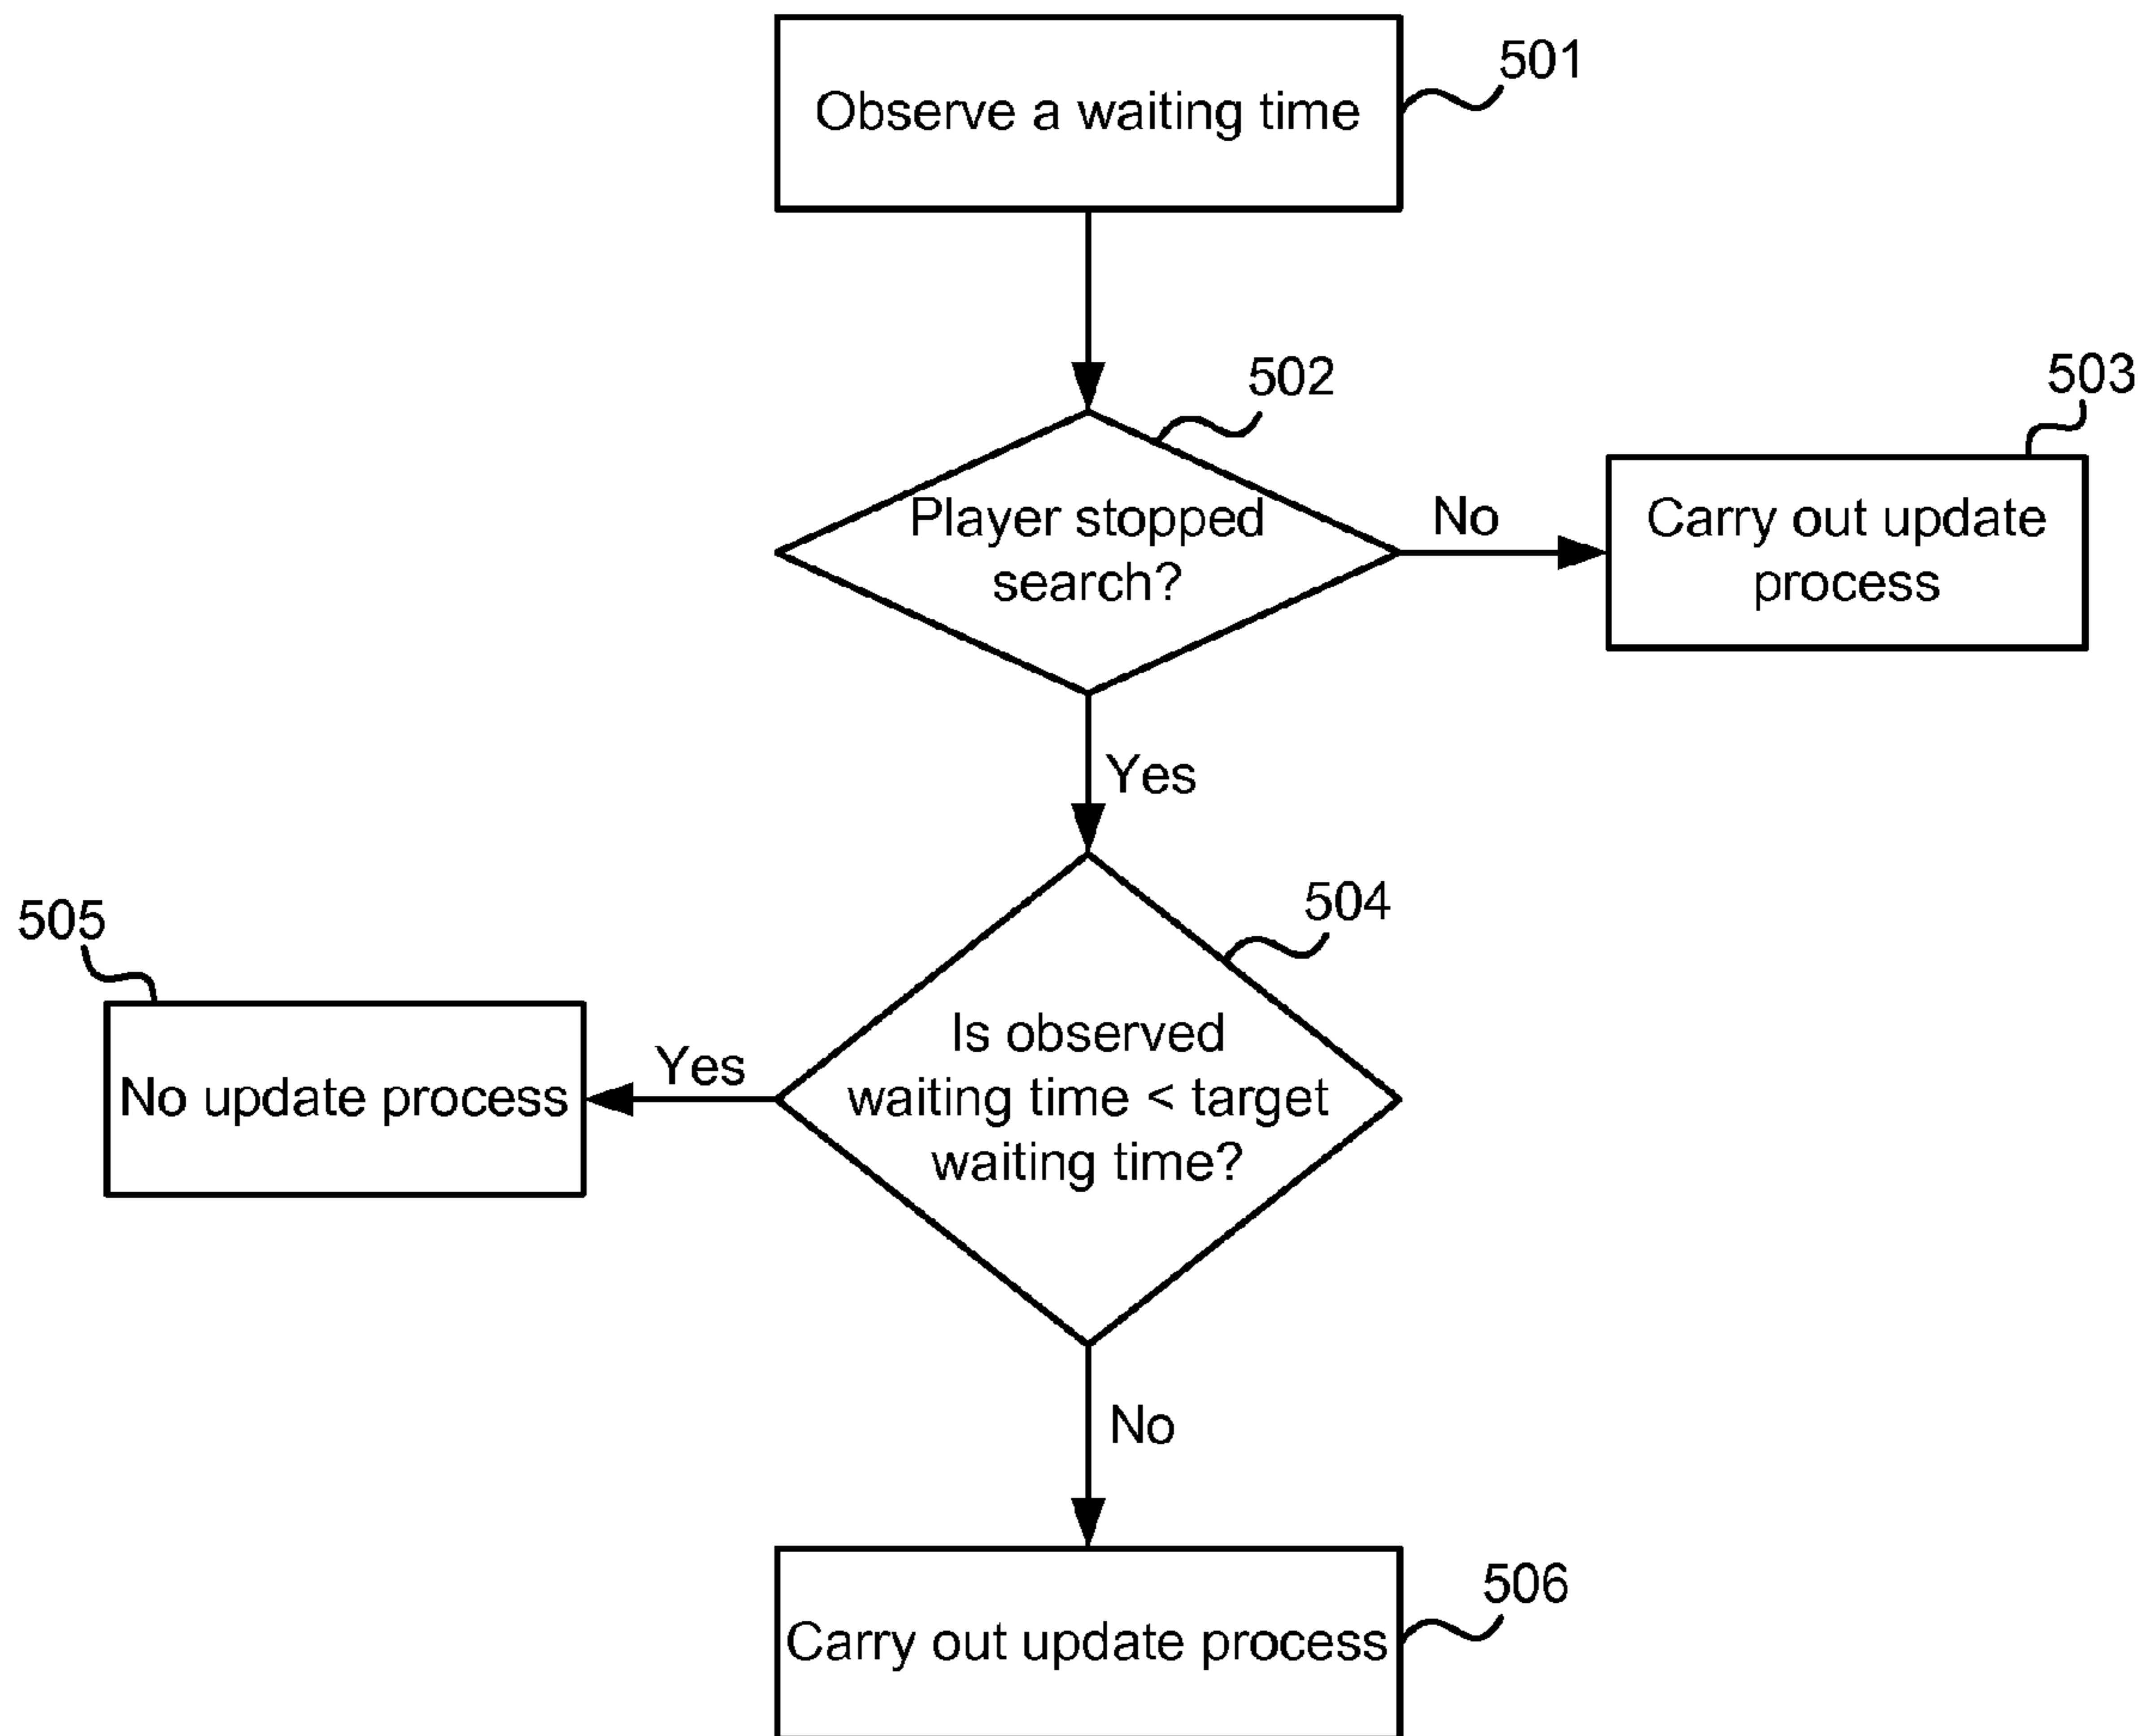 Observe a waiting time
501
502
503
Player stopped
search?
No
Carry out update
process
Yes
504
505
Is observed
waiting time < target
waiting time?
Yes
No update process
No
506
Carry out update process